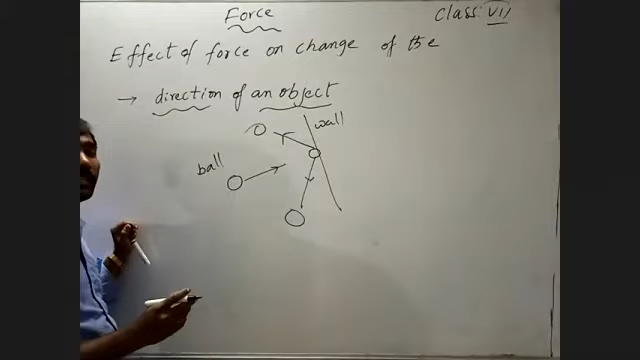 Force
Class: VII
Effect of force on change of the
→ direction of an object
wall
ball